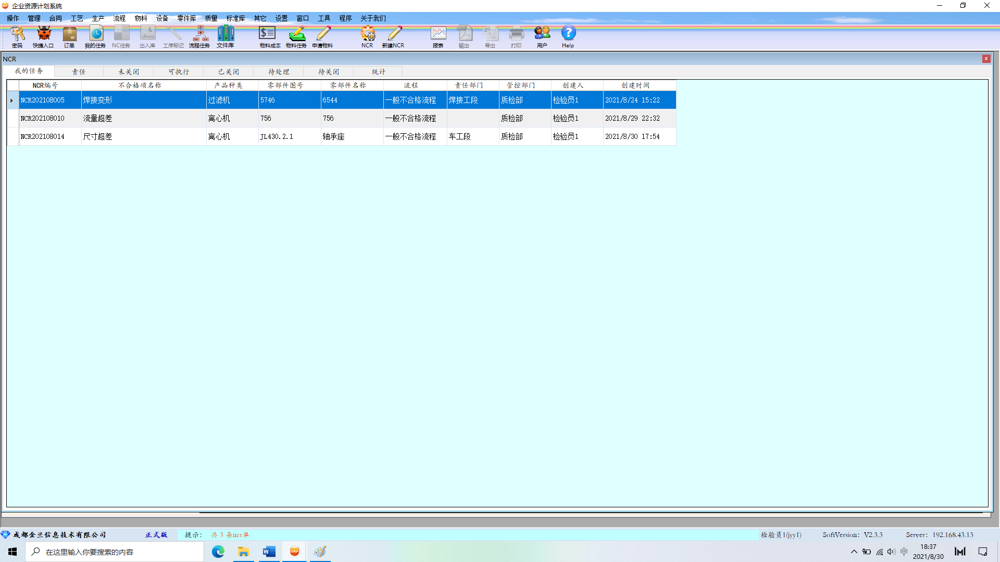 企业资源计划系统
操作 管理 合同 工艺 生产 流程 物料 设备 零件库 质量 标准库 其它 设置 窗口 工具 程序 关于我们
密码 快捷入口 订单 我的任务 NC任务 出入库 工序标记 流程任务 文件库 物料成本 物料任务 申请物料 NCR 新建NCR 报表 输出 导出 打印 用户 Help
NCR
我的任务 责任 未关闭 可执行 已关闭 待处理 待关闭 统计
NCR编号 不合格项名称 产品种类 零部件图号 零部件名称 流程 责任部门 管控部门 创建人 创建时间
NCR202108005 焊接变形 过滤机 5746 6544 一般不合格流程 焊接工段 质检部 检验员1 2021/8/24 15:22
NCR202108010 流量超差 离心机 756 756 一般不合格流程 质检部 检验员1 2021/8/29 22:32
NCR202108014 尺寸超差 离心机 JL430.2.1 轴承座 一般不合格流程 车工段 质检部 检验员1 2021/8/30 17:54
成都金兰信息技术有限公司 正式版 提示： 共 3 条ncr单 检验员1(jyy1) SoftVersion: V2.3.3 Server: 192.168.43.13
在这里输入你要搜索的内容 中 18:37
2021/8/30